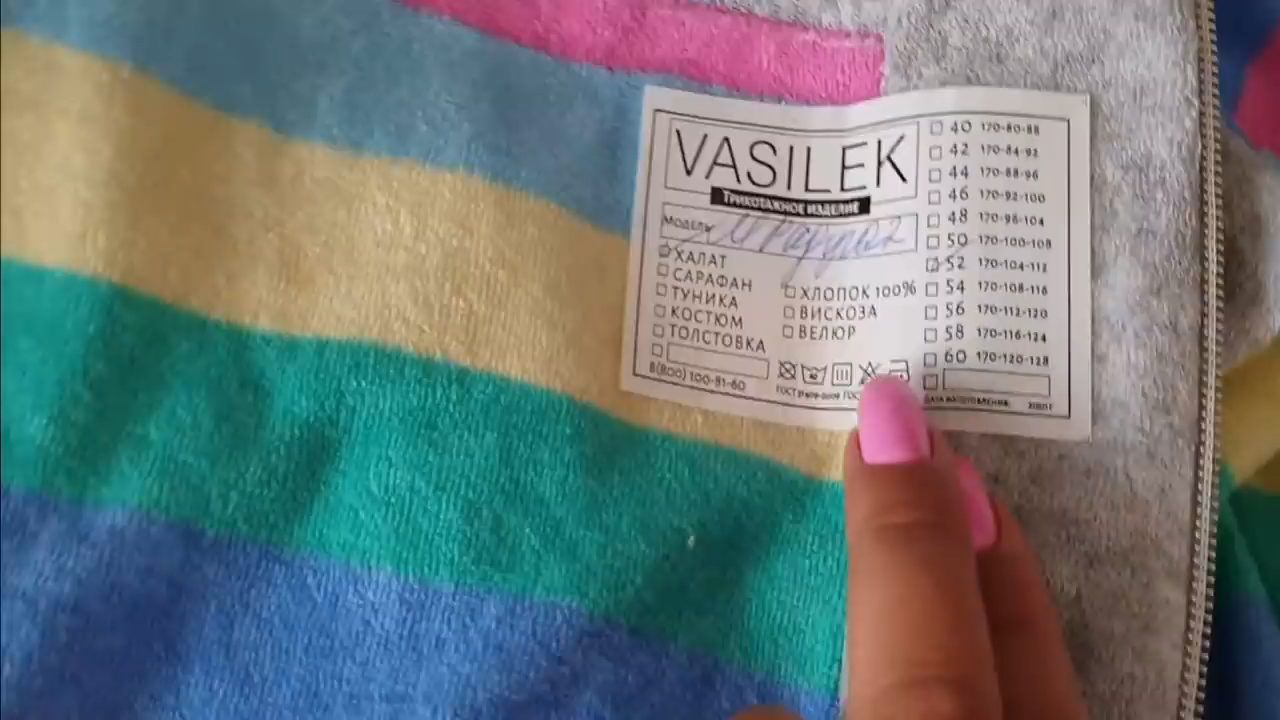 VASILEK
ТРИКОТАЖНОЕ ИЗДЕЛИЕ
МОДЕЛЬ
ХАЛАТ
САРАФАН
ТУНИКА
КОСТЮМ
ТОЛСТОВКА
8(800) 100-81-60
ХЛОПОК 100%
ВИСКОЗА
ВЕЛЮР
40 170-80-88
42 170-84-92
44 170-88-96
46 170-92-100
48 170-96-104
50 170-100-108
52 170-104-112
54 170-108-116
56 170-112-120
58 170-116-124
60 170-120-128
ДАТА ИЗГОТОВЛЕНИЯ: